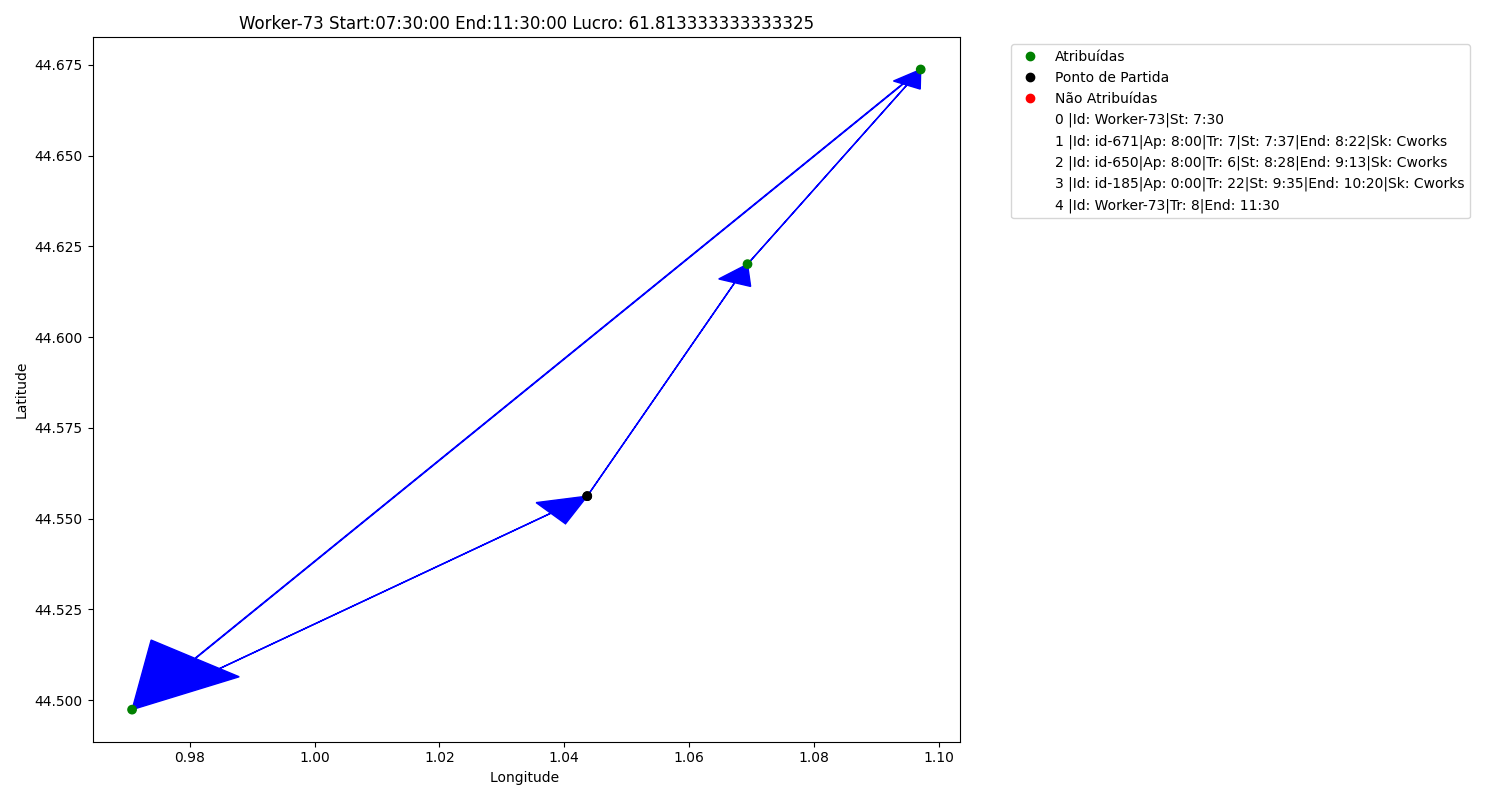 Worker-73 Start:07:30:00 End:11:30:00 Lucro: 61.813333333333325
44.675
44.650
44.625
44.600
44.575
44.550
44.525
44.500
Latitude
0.98
1.00
1.02
1.04
1.06
1.08
1.10
Longitude
Atribuídas
Ponto de Partida
Não Atribuídas
0 |Id: Worker-73|St: 7:30
1 |Id: id-671|Ap: 8:00|Tr: 7|St: 7:37|End: 8:22|Sk: Cworks
2 |Id: id-650|Ap: 8:00|Tr: 6|St: 8:28|End: 9:13|Sk: Cworks
3 |Id: id-185|Ap: 0:00|Tr: 22|St: 9:35|End: 10:20|Sk: Cworks
4 |Id: Worker-73|Tr: 8|End: 11:30